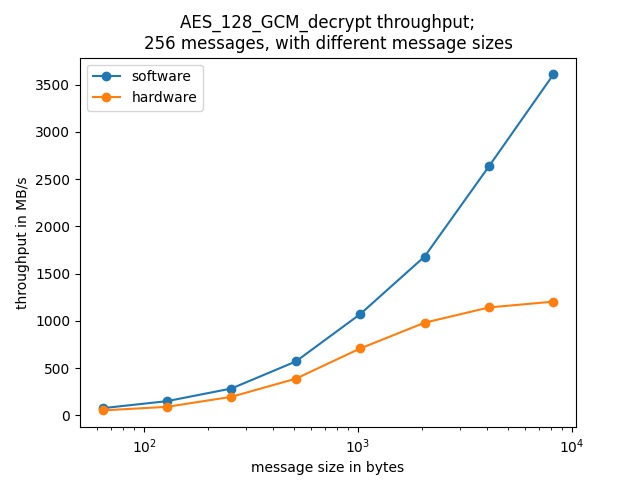 AES_128_GCM_decrypt throughput;
256 messages, with different message sizes
software
hardware
3500
3000
2500
2000
1500
1000
500
0
throughput in MB/s
10²
10³
10⁴
message size in bytes